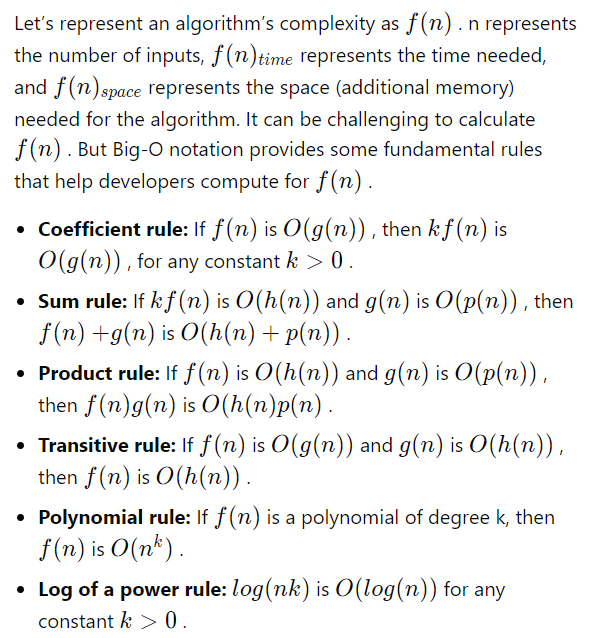 Let's represent an algorithm's complexity as f(n) . n represents
the number of inputs, f(n)time represents the time needed,
and f(n)space represents the space (additional memory)
needed for the algorithm. It can be challenging to calculate
f(n) . But Big-O notation provides some fundamental rules
that help developers compute for f(n) .
• Coefficient rule: If f(n) is O(g(n)) , then kf(n) is
O(g(n)) , for any constant k > 0 .
• Sum rule: If kf(n) is O(h(n)) and g(n) is O(p(n)) , then
f(n) +g(n) is O(h(n) + p(n)) .
• Product rule: If f(n) is O(h(n)) and g(n) is O(p(n)) ,
then f(n)g(n) is O(h(n)p(n) .
• Transitive rule: If f(n) is O(g(n)) and g(n) is O(h(n)) ,
then f(n) is O(h(n)) .
• Polynomial rule: If f(n) is a polynomial of degree k, then
f(n) is O(nᵏ) .
• Log of a power rule: log(nk) is O(log(n)) for any
constant k > 0 .